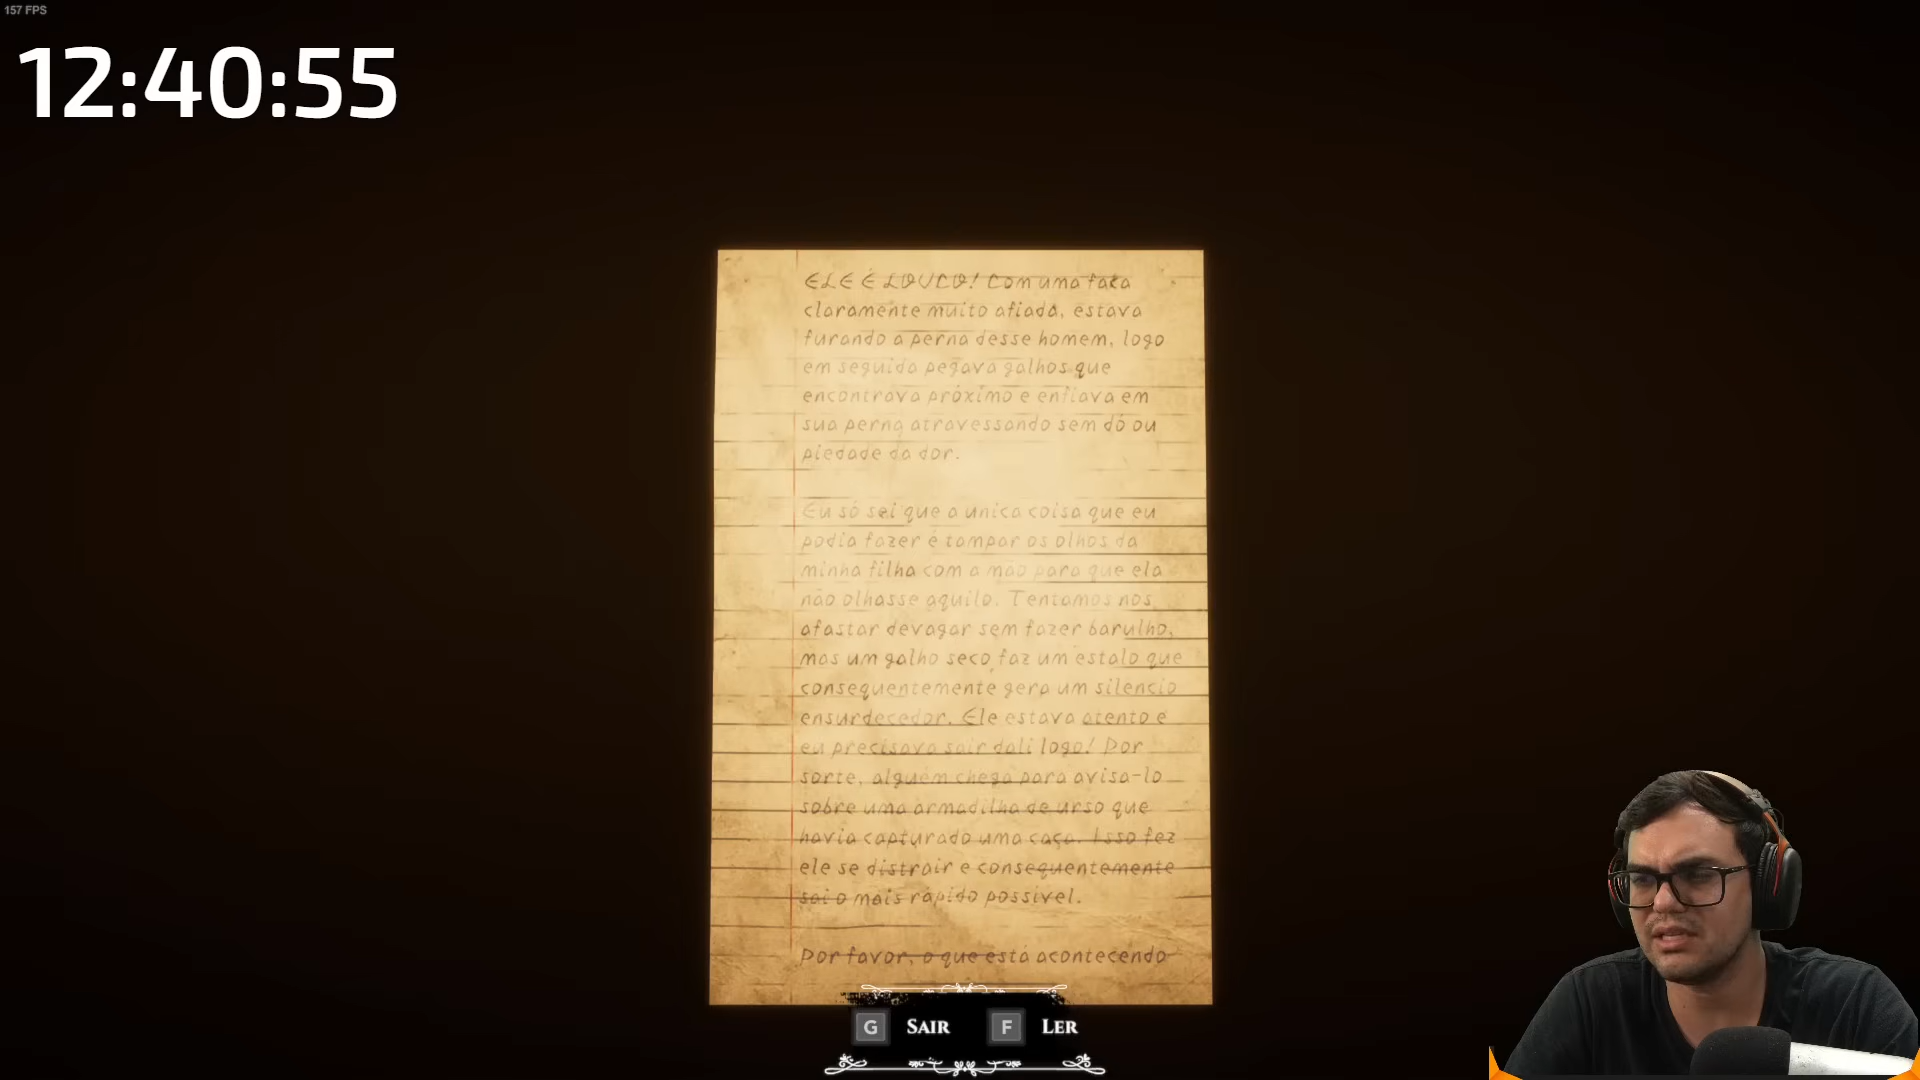 157 FPS
12:40:55
ELE É LOUCO! Com uma faca
claramente muito afiada, estava
furando a perna desse homem, logo
em seguida pegava galhos que
encontrava próximo e enfiava em
sua perna atravessando sem dó ou
piedade da dor.
Eu só sei que a unica coisa que eu
podia fazer é tampar os olhos da
minha filha com a mão para que ela
não olhasse aquilo. Tentamos nos
afastar devagar sem fazer barulho,
mas um galho seco faz um estalo que
consequentemente gera um silencio
ensurdecedor. Ele estava atento e
eu precisava sair dali logo! Por
sorte, alguém chega para avisa-lo
sobre uma armadilha de urso que
havia capturado uma caça. Isso fez
ele se distrair e consequentemente
sai o mais rápido possível.
Por favor, o que está acontecendo
G SAIR F LER